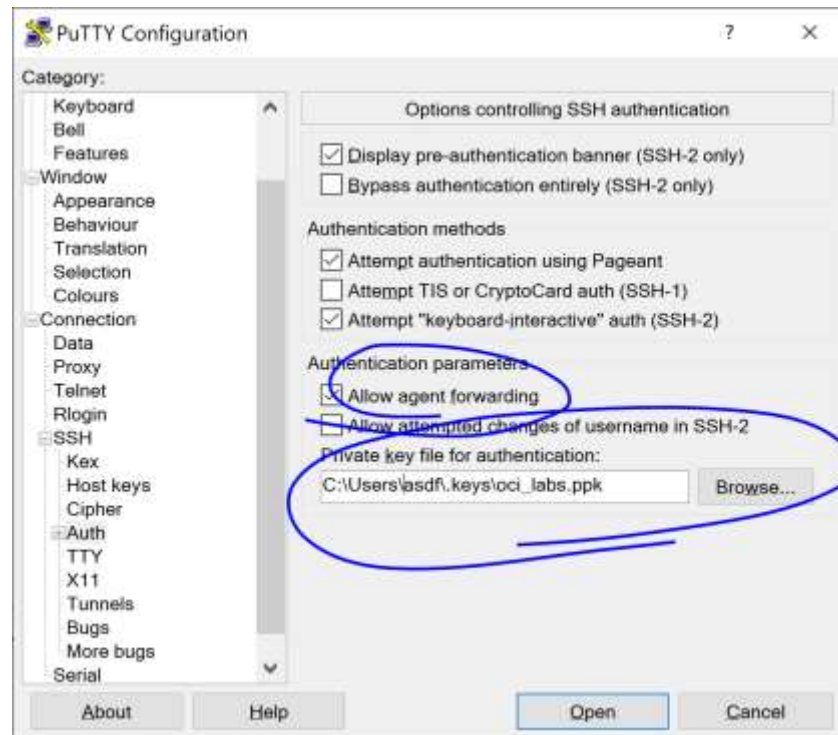 PuTTY Configuration ?
Category:
Keyboard
Bell
Features
Window
Appearance
Behaviour
Translation
Selection
Colours
Connection
Data
Proxy
Telnet
Rlogin
SSH
Kex
Host keys
Cipher
Auth
TTY
X11
Tunnels
Bugs
More bugs
Serial
Options controlling SSH authentication
Display pre-authentication banner (SSH-2 only)
Bypass authentication entirely (SSH-2 only)
Authentication methods
Attempt authentication using Pageant
Attempt TIS or CryptoCard auth (SSH-1)
Attempt "keyboard-interactive" auth (SSH-2)
Authentication parameters
Allow agent forwarding
Allow attempted changes of username in SSH-2
Private key file for authentication:
C:\Users\asdf\.keys\oci_labs.ppk Browse...
About Help Open Cancel